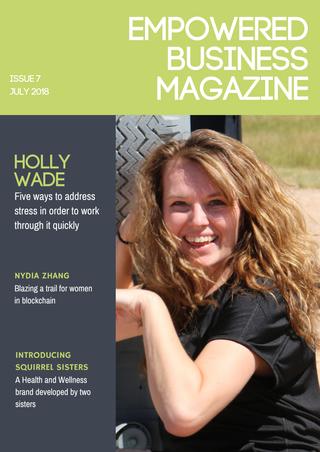 EMPOWERED
BUSINESS
MAGAZINE
ISSUE 7
JULY 2018
HOLLY
WADE
Five ways to address
stress in order to work
through it quickly
NYDIA ZHANG
Blazing a trail for women
in blockchain
INTRODUCING
SQUIRREL SISTERS
A Health and Wellness
brand developed by two
sisters